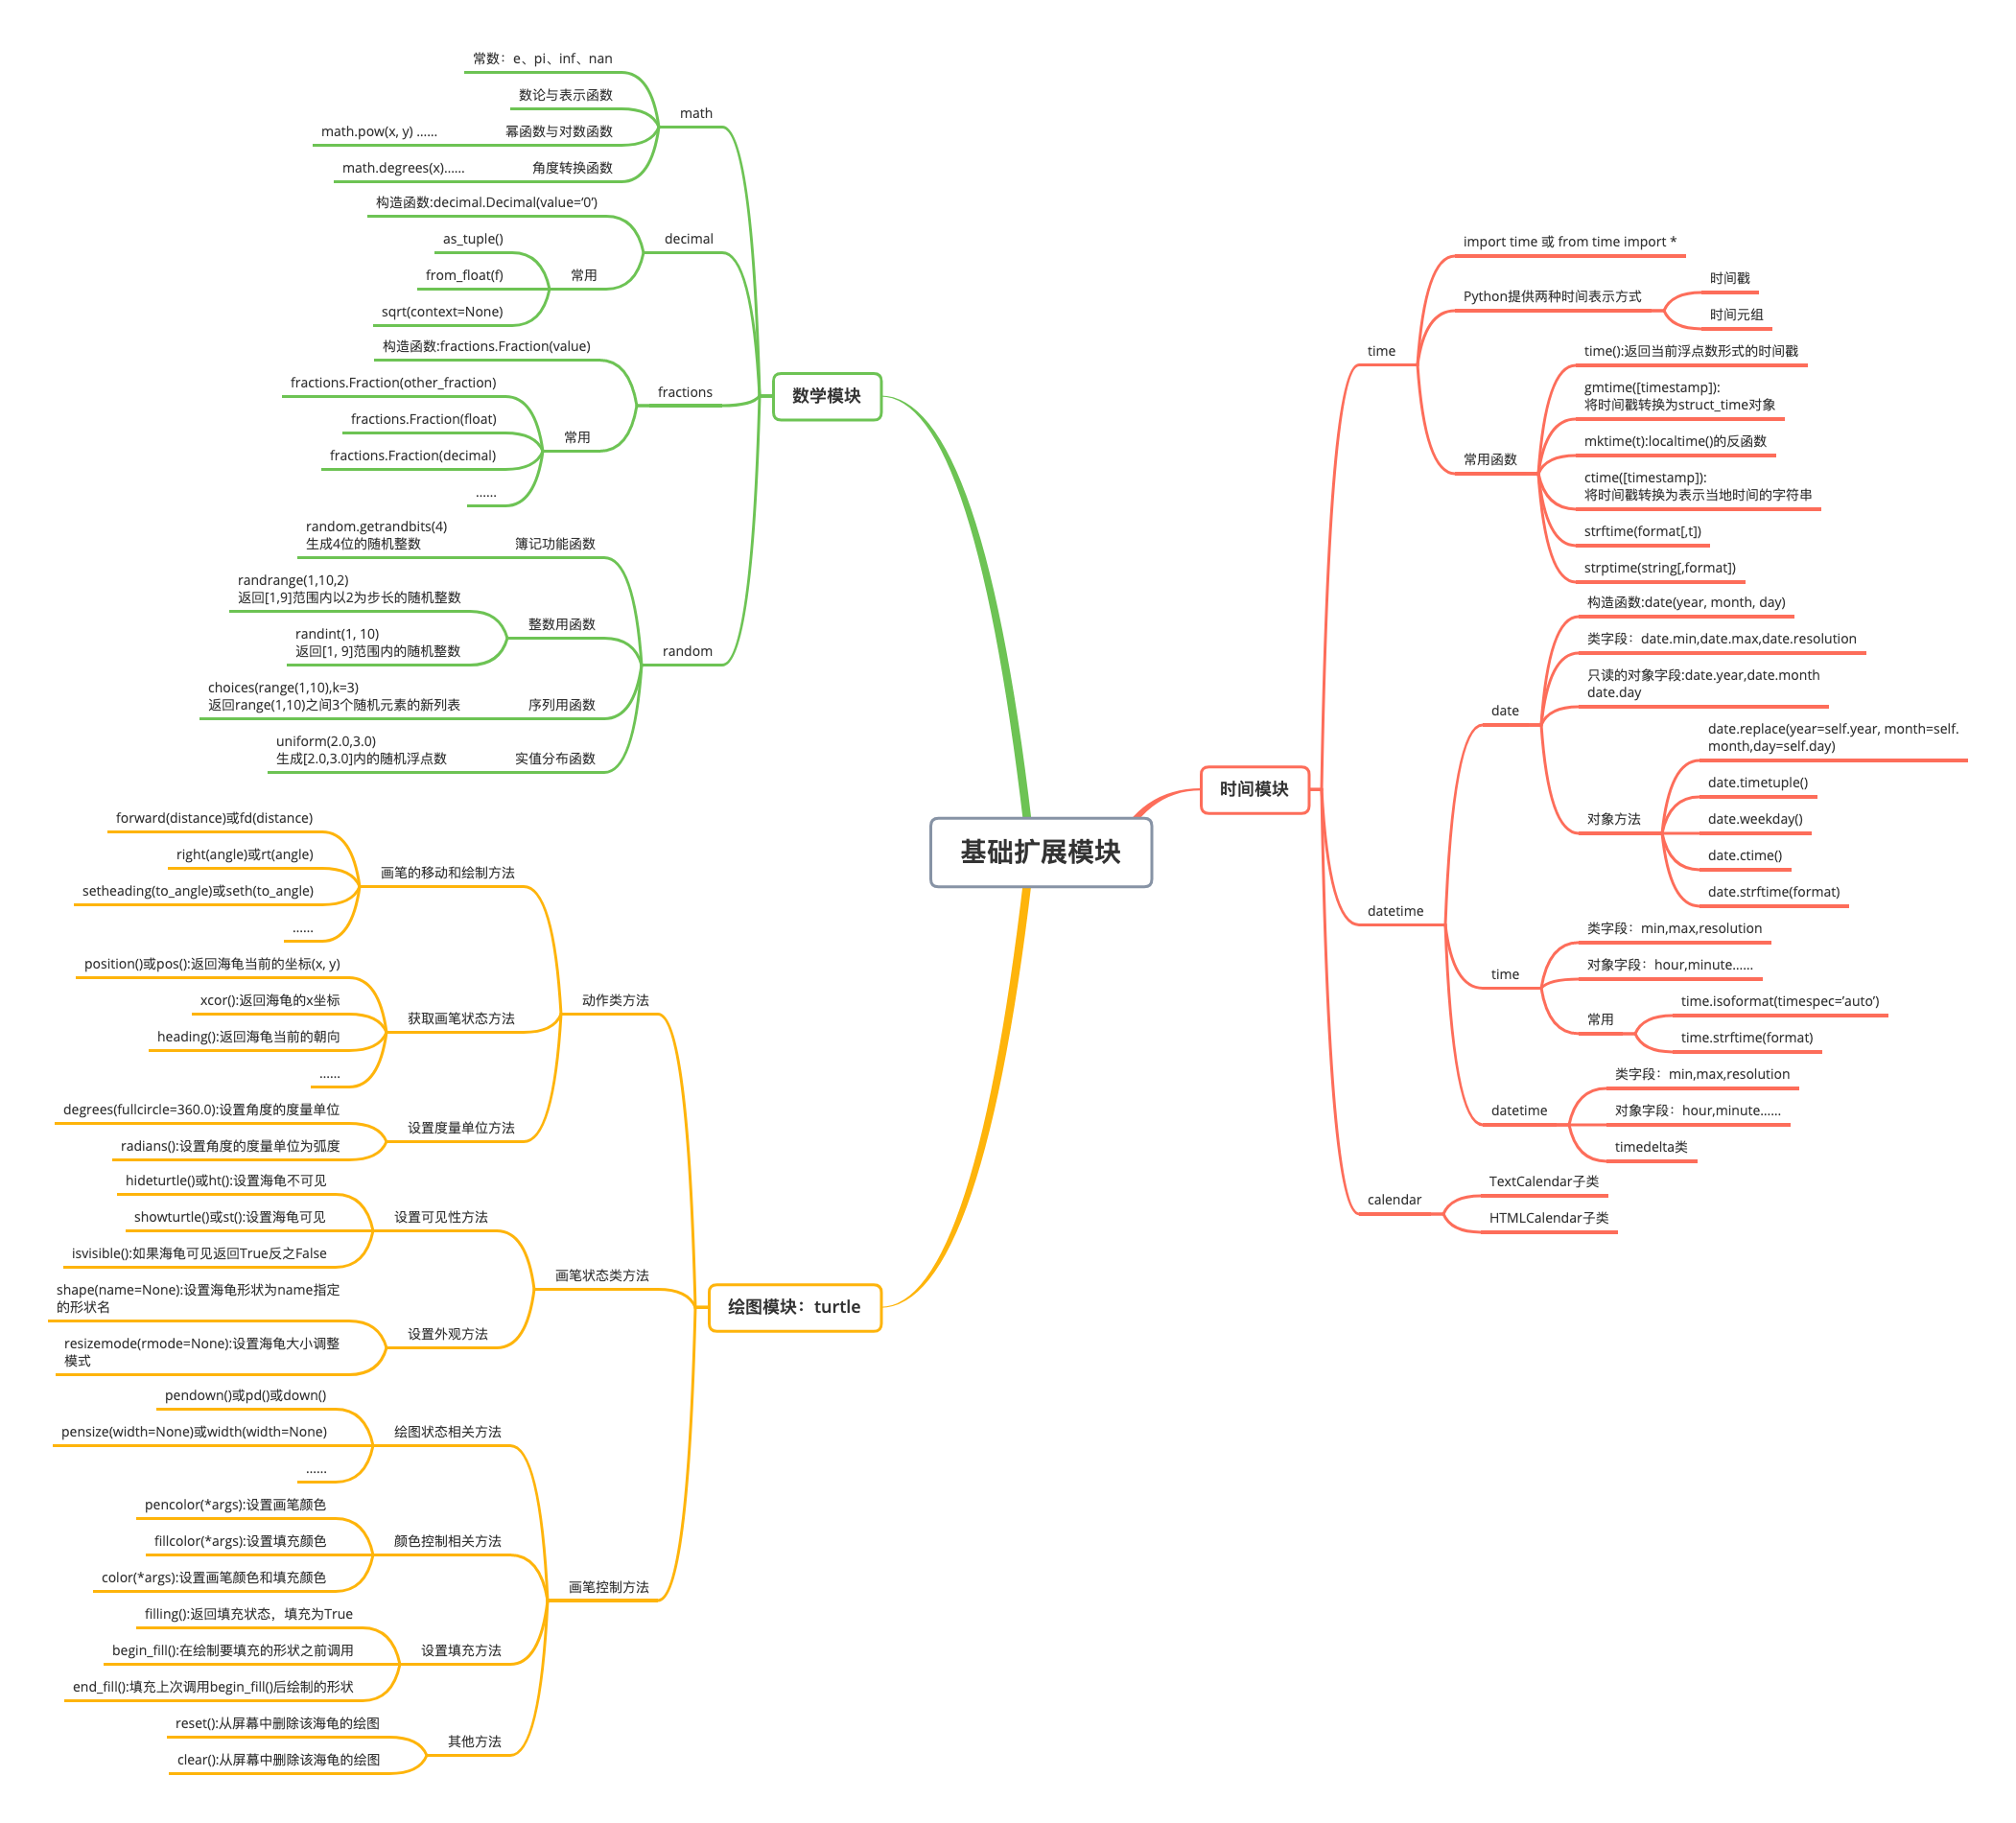 基础扩展模块
数学模块
math
常数：e、pi、inf、nan
数论与表示函数
幂函数与对数函数
math.pow(x, y) ......
角度转换函数
math.degrees(x)......
decimal
构造函数:decimal.Decimal(value=‘0’)
常用
as_tuple()
from_float(f)
sqrt(context=None)
fractions
构造函数:fractions.Fraction(value)
常用
fractions.Fraction(other_fraction)
fractions.Fraction(float)
fractions.Fraction(decimal)
......
random
簿记功能函数
random.getrandbits(4)
生成4位的随机整数
整数用函数
randrange(1,10,2)
返回[1,9]范围内以2为步长的随机整数
randint(1, 10)
返回[1, 9]范围内的随机整数
序列用函数
choices(range(1,10),k=3)
返回range(1,10)之间3个随机元素的新列表
实值分布函数
uniform(2.0,3.0)
生成[2.0,3.0]内的随机浮点数
时间模块
time
import time 或 from time import *
Python提供两种时间表示方式
时间戳
时间元组
常用函数
time():返回当前浮点数形式的时间戳
gmtime([timestamp]):
将时间戳转换为struct_time对象
mktime(t):localtime()的反函数
ctime([timestamp]):
将时间戳转换为表示当地时间的字符串
strftime(format[,t])
strptime(string[,format])
datetime
date
构造函数:date(year, month, day)
类字段：date.min,date.max,date.resolution
只读的对象字段:date.year,date.month
date.day
对象方法
date.replace(year=self.year, month=self.
month,day=self.day)
date.timetuple()
date.weekday()
date.ctime()
date.strftime(format)
time
类字段：min,max,resolution
对象字段：hour,minute......
常用
time.isoformat(timespec=‘auto’)
time.strftime(format)
datetime
类字段：min,max,resolution
对象字段：hour,minute......
timedelta类
calendar
TextCalendar子类
HTMLCalendar子类
绘图模块：turtle
动作类方法
画笔的移动和绘制方法
forward(distance)或fd(distance)
right(angle)或rt(angle)
setheading(to_angle)或seth(to_angle)
......
获取画笔状态方法
position()或pos():返回海龟当前的坐标(x, y)
xcor():返回海龟的x坐标
heading():返回海龟当前的朝向
......
设置度量单位方法
degrees(fullcircle=360.0):设置角度的度量单位
radians():设置角度的度量单位为弧度
画笔状态类方法
设置可见性方法
hideturtle()或ht():设置海龟不可见
showturtle()或st():设置海龟可见
isvisible():如果海龟可见返回True反之False
设置外观方法
shape(name=None):设置海龟形状为name指定
的形状名
resizemode(rmode=None):设置海龟大小调整
模式
画笔控制方法
绘图状态相关方法
pendown()或pd()或down()
pensize(width=None)或width(width=None)
......
颜色控制相关方法
pencolor(*args):设置画笔颜色
fillcolor(*args):设置填充颜色
color(*args):设置画笔颜色和填充颜色
设置填充方法
filling():返回填充状态，填充为True
begin_fill():在绘制要填充的形状之前调用
end_fill():填充上次调用begin_fill()后绘制的形状
其他方法
reset():从屏幕中删除该海龟的绘图
clear():从屏幕中删除该海龟的绘图